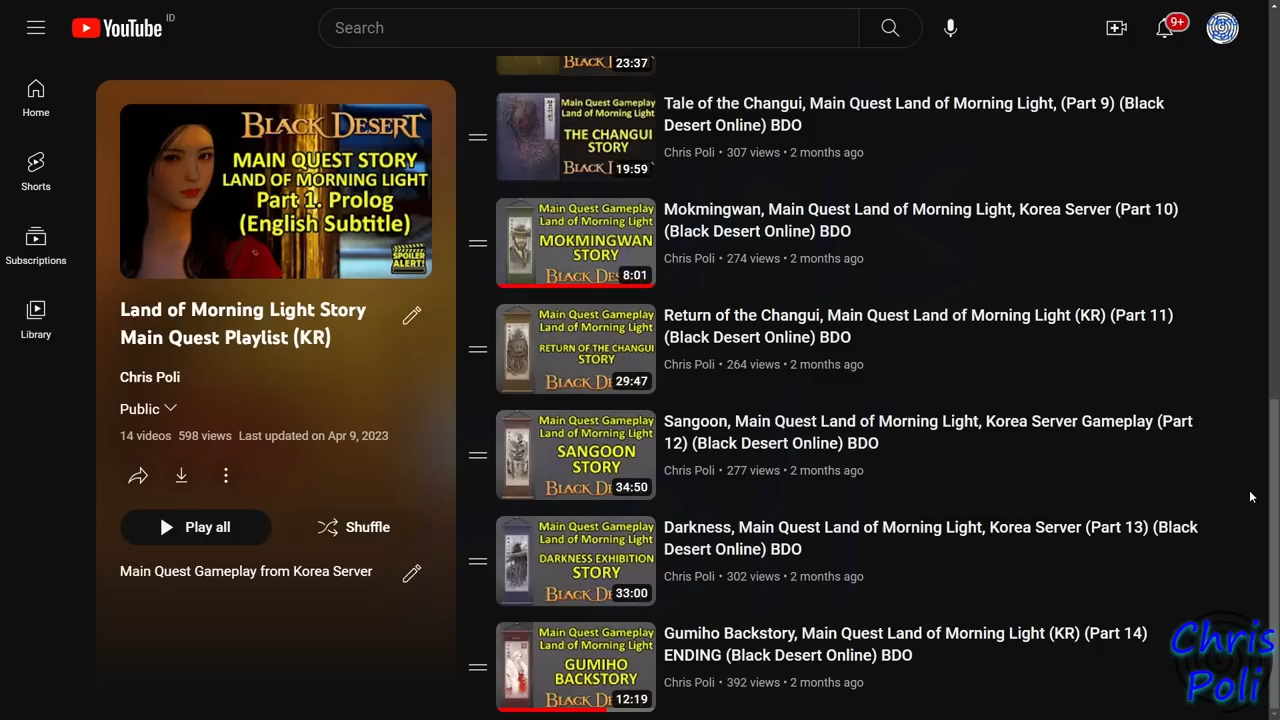 YouTube
ID
Search
9+
Home
Shorts
Subscriptions
Library
BLACK DESERT
MAIN QUEST STORY
LAND OF MORNING LIGHT
Part 1. Prolog
(English Subtitle)
SPOILER
ALERT!
Land of Morning Light Story
Main Quest Playlist (KR)
Chris Poli
Public
14 videos 598 views Last updated on Apr 9, 2023
Play all
Shuffle
Main Quest Gameplay from Korea Server
23:37
Main Quest Gameplay
Land of Morning Light
THE CHANGUI
STORY
19:59
Tale of the Changui, Main Quest Land of Morning Light, (Part 9) (Black
Desert Online) BDO
Chris Poli • 307 views • 2 months ago
Main Quest Gameplay
Land of Morning Light
MOKMINGWAN
STORY
8:01
Mokmingwan, Main Quest Land of Morning Light, Korea Server (Part 10)
(Black Desert Online) BDO
Chris Poli • 274 views • 2 months ago
Main Quest Gameplay
Land of Morning Light
RETURN OF THE CHANGUI
STORY
29:47
Return of the Changui, Main Quest Land of Morning Light (KR) (Part 11)
(Black Desert Online) BDO
Chris Poli • 264 views • 2 months ago
Main Quest Gameplay
Land of Morning Light
SANGOON
STORY
34:50
Sangoon, Main Quest Land of Morning Light, Korea Server Gameplay (Part
12) (Black Desert Online) BDO
Chris Poli • 277 views • 2 months ago
Main Quest Gameplay
Land of Morning Light
DARKNESS EXHIBITION
STORY
33:00
Darkness, Main Quest Land of Morning Light, Korea Server (Part 13) (Black
Desert Online) BDO
Chris Poli • 302 views • 2 months ago
Main Quest Gameplay
Land of Morning Light
GUMIHO
BACKSTORY
12:19
Gumiho Backstory, Main Quest Land of Morning Light (KR) (Part 14)
ENDING (Black Desert Online) BDO
Chris Poli • 392 views • 2 months ago
Chris
Poli